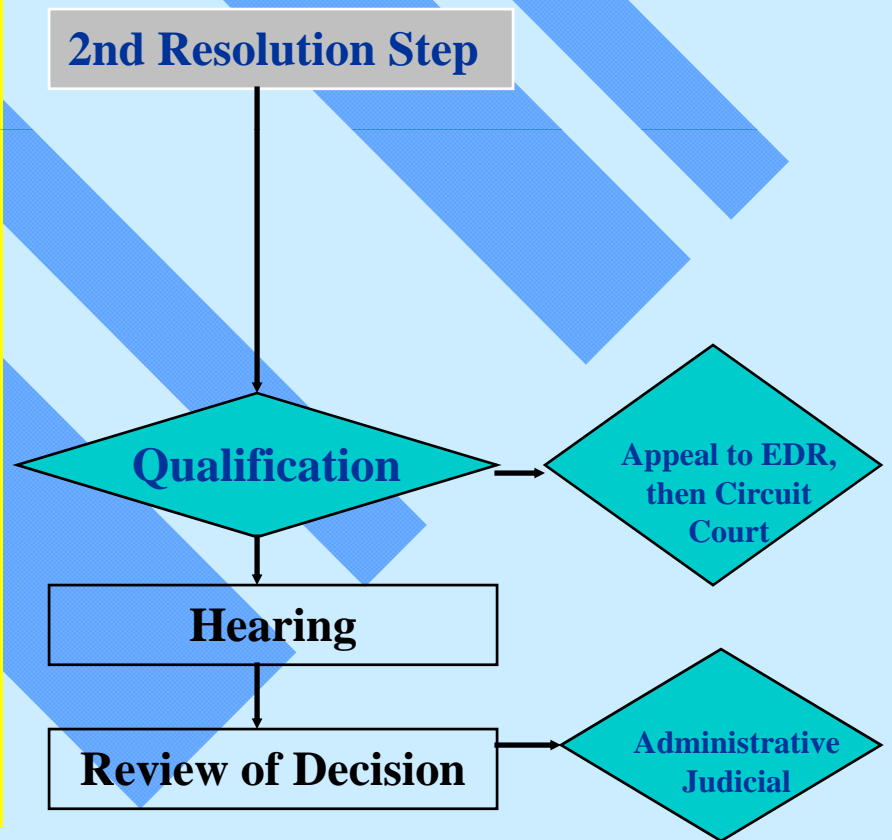 2nd Resolution Step
Qualification
Appeal to EDR,
then Circuit
Court
Hearing
Review of Decision
Administrative
Judicial